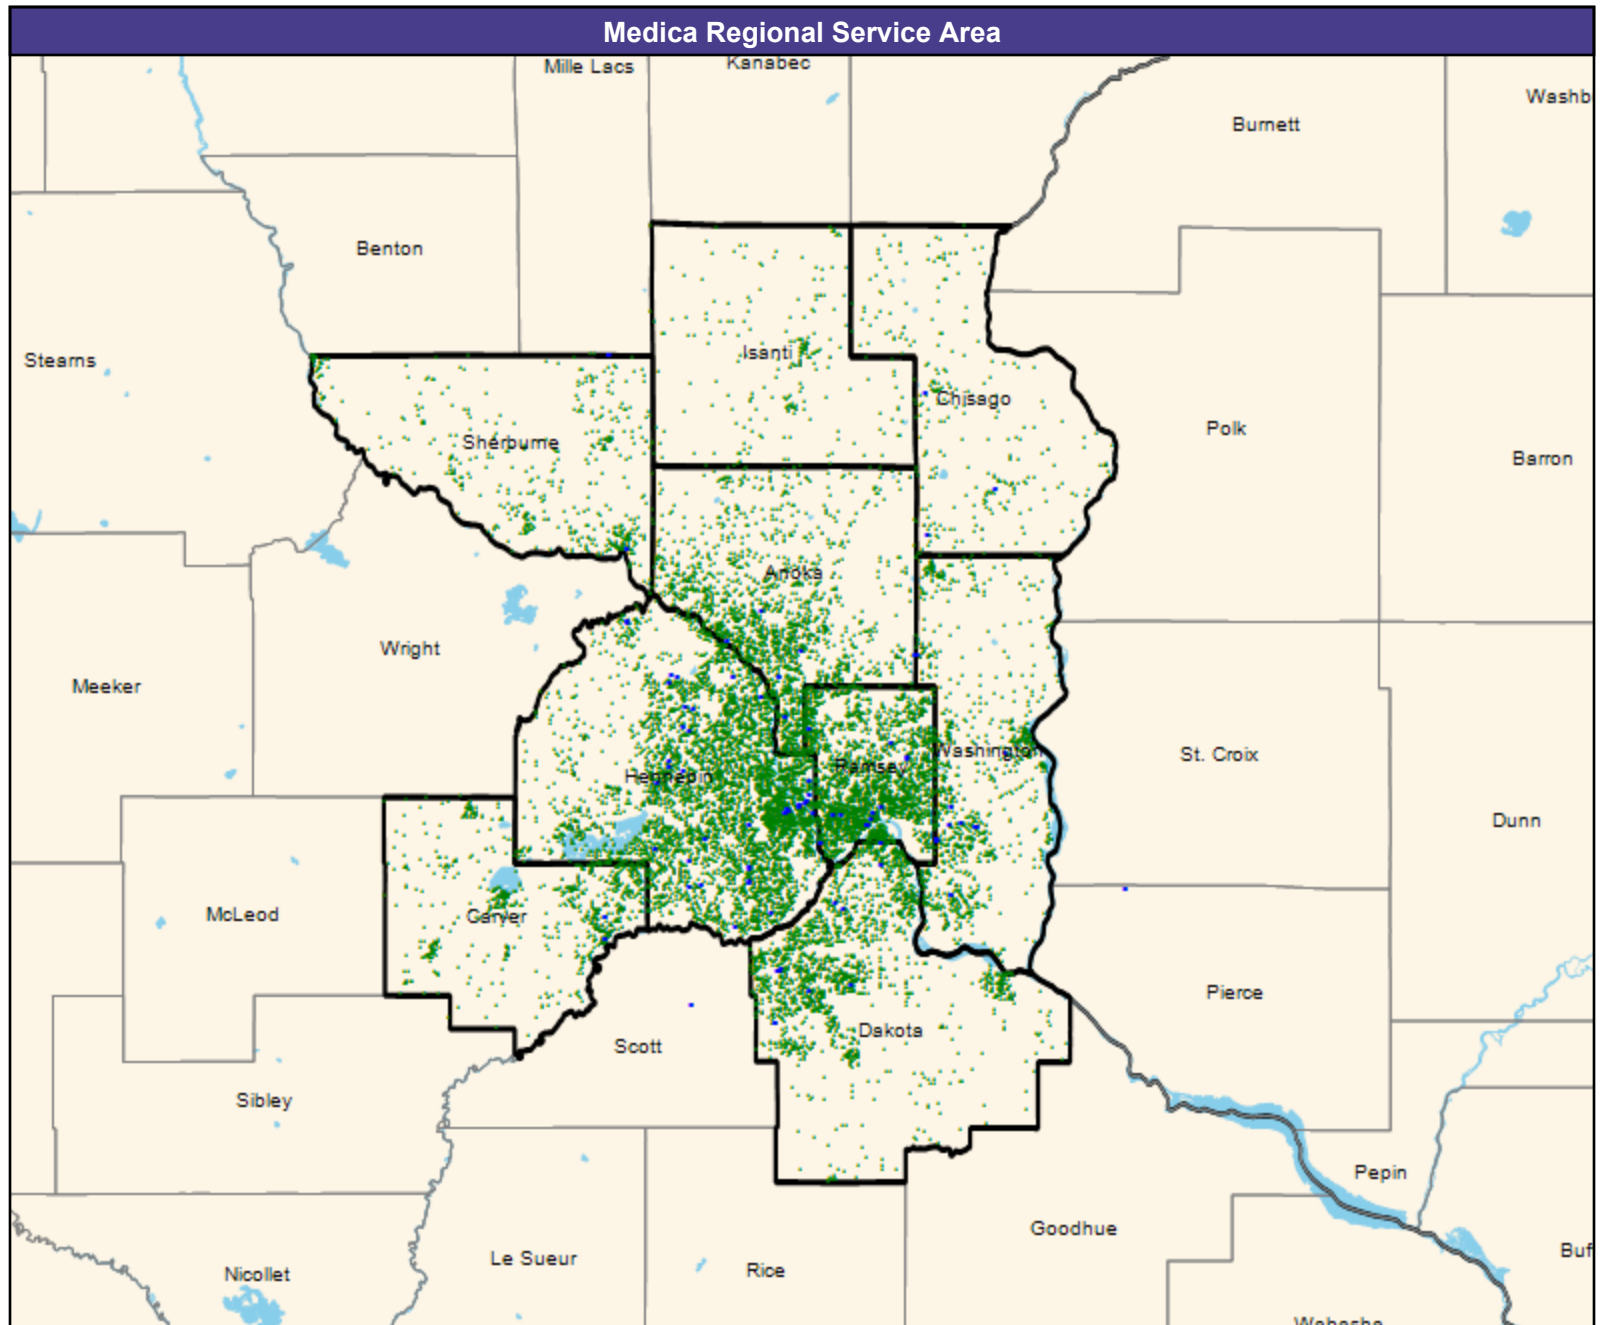 Medica Regional Service Area
Mille Lacs
Kanabec
Washb
Burnett
Benton
Stearns
Isanti
Chisago
Polk
Sherburne
Barron
Anoka
Wright
Meeker
Washington
St. Croix
Ramsey
Hennepin
Dunn
McLeod
Carver
Pierce
Dakota
Scott
Sibley
Pepin
Goodhue
Buf
Le Sueur
Rice
Nicollet